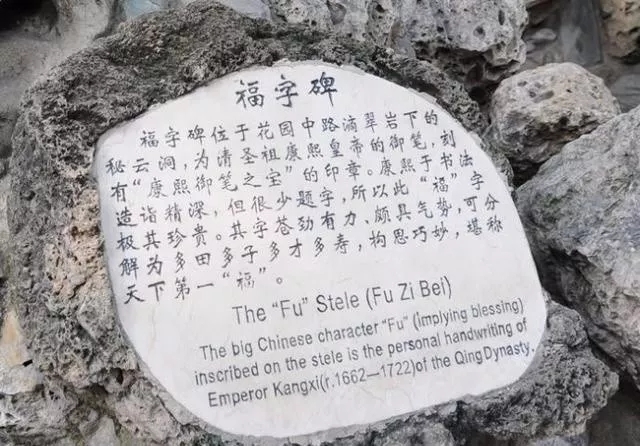 福字碑
福字碑位于花园中路滴翠岩下的
秘云洞,为清圣祖康熙皇帝的御笔,刻
有“康熙御笔之宝”的印章。康熙于书法
造诣精深,但很少题字,所以此“福”字
极其珍贵。其字苍劲有力、颇具气势,可分
解为多田多子多才多寿,构思巧妙,堪称
天下第一“福”。
The “Fu” Stele (Fu Zi Bei)
The big Chinese character “Fu” (implying blessing)
inscribed on the stele is the personal handwriting of
Emperor Kangxi(r.1662—1722)of the Qing Dynasty.